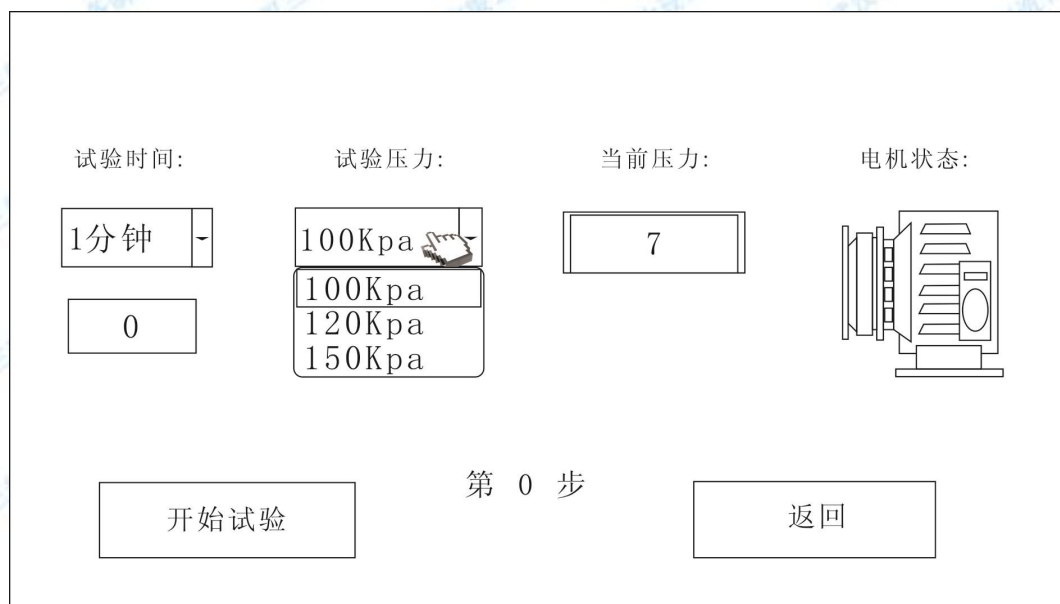 试验时间:
试验压力:
当前压力:
电机状态:
1分钟
100Kpa
7
0
100Kpa
120Kpa
150Kpa
第 0 步
开始试验
返回